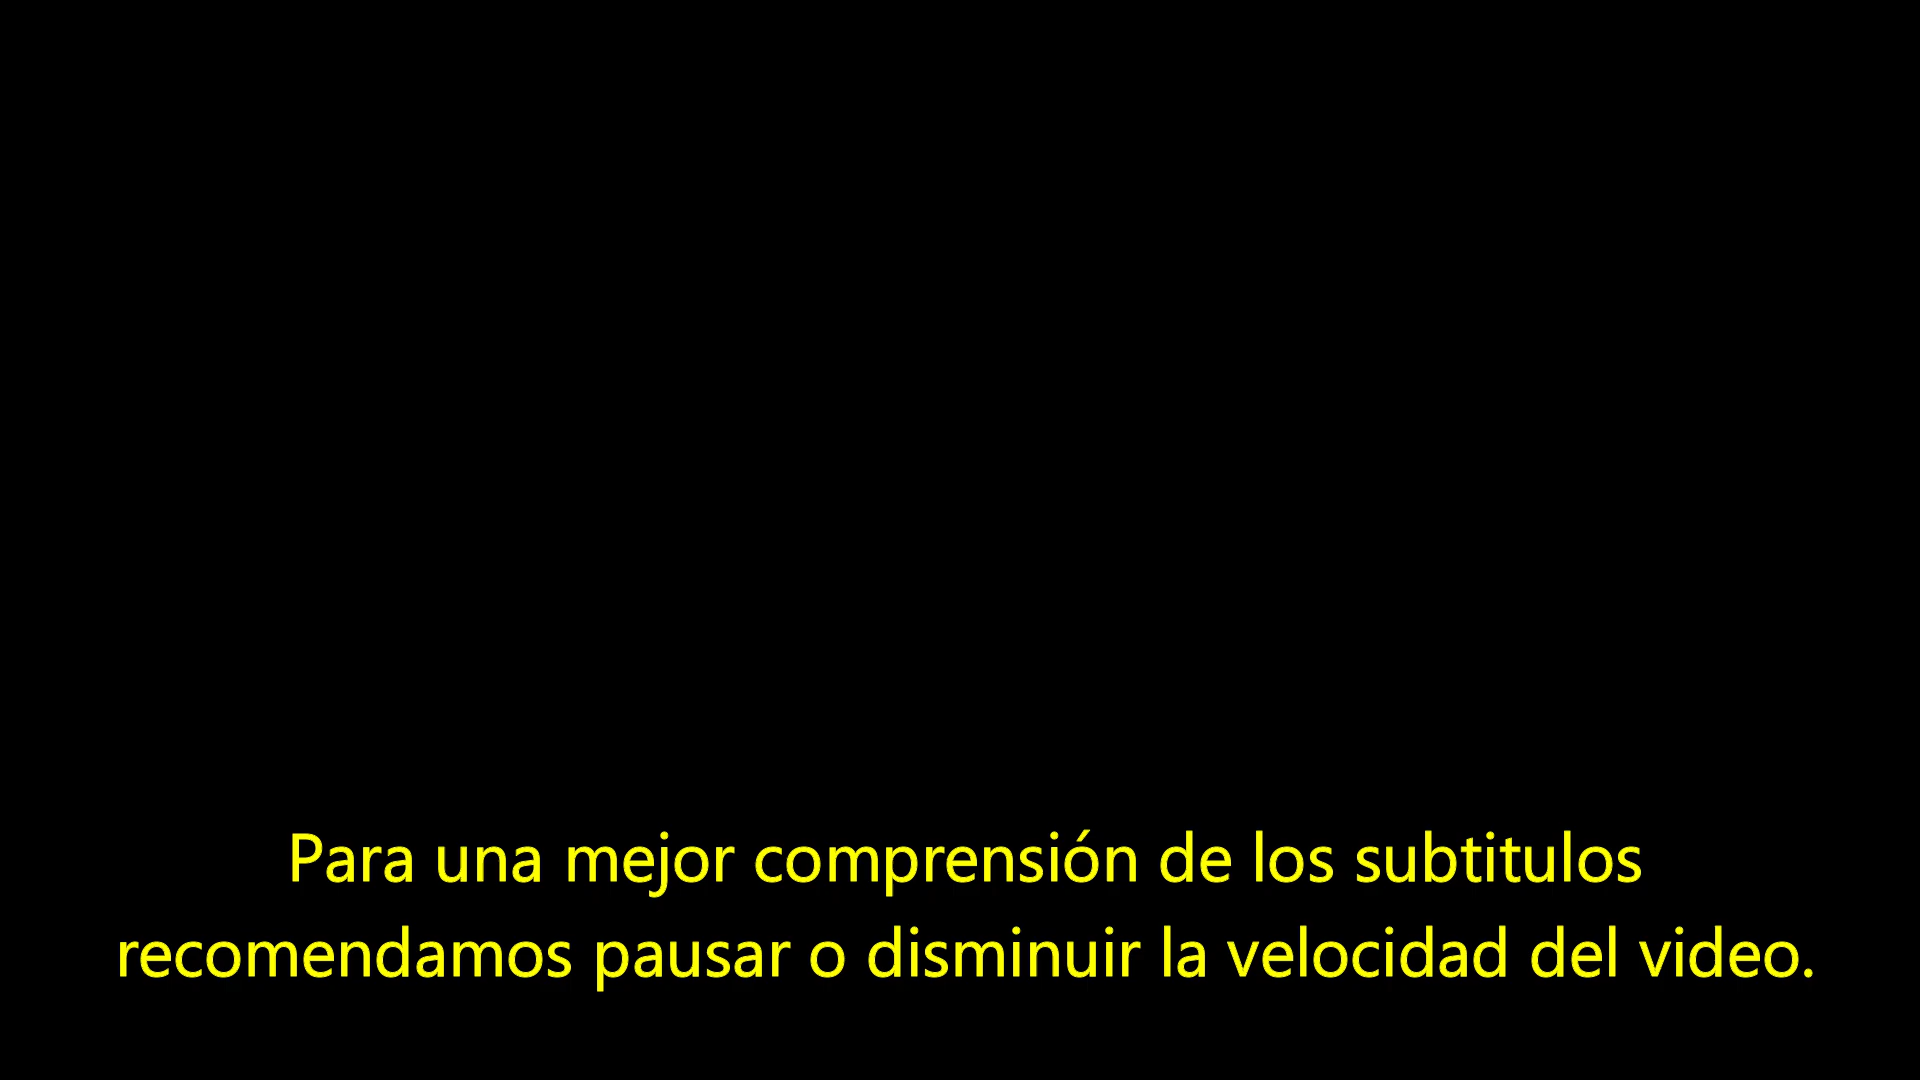 Para una mejor comprensión de los subtitulos
recomendamos pausar o disminuir la velocidad del video.